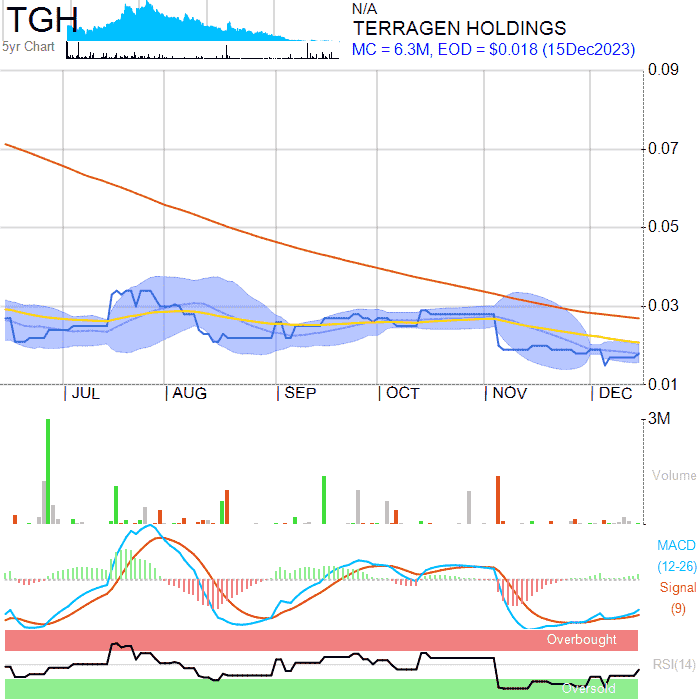 TGH
5yr Chart
N/A
TERRAGEN HOLDINGS
MC = 6.3M, EOD = $0.018 (15Dec2023)
0.09
0.07
0.05
0.03
0.01
JUL AUG SEP OCT NOV DEC
3M
Volume
MACD
(12-26)
Signal
(9)
Overbought
RSI(14)
Oversold